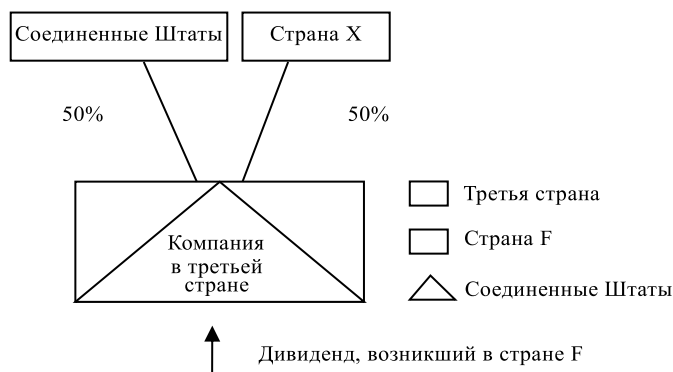 Соединенные Штаты
Страна X
50%
50%
Компания
в третьей
стране
Третья страна
Страна F
Соединенные Штаты
Дивиденд, возникший в стране F